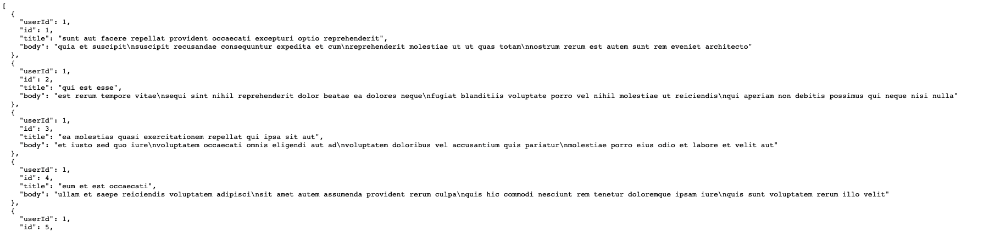 [
  {
    "userId": 1,
    "id": 1,
    "title": "sunt aut facere repellat provident occaecati excepturi optio reprehenderit",
    "body": "quia et suscipit\nsuscipit recusandae consequuntur expedita et cum\nreprehenderit molestiae ut ut quas totam\nnostrum rerum est autem sunt rem eveniet architecto"
  },
  {
    "userId": 1,
    "id": 2,
    "title": "qui est esse",
    "body": "est rerum tempore vitae\nsequi sint nihil reprehenderit dolor beatae ea dolores neque\nfugiat blanditiis voluptate porro vel nihil molestiae ut reiciendis\nqui aperiam non debitis possimus qui neque nisi nulla"
  },
  {
    "userId": 1,
    "id": 3,
    "title": "ea molestias quasi exercitationem repellat qui ipsa sit aut",
    "body": "et iusto sed quo iure\nvoluptatem occaecati omnis eligendi aut ad\nvoluptatem doloribus vel accusantium quis pariatur\nmolestiae porro eius odio et labore et velit aut"
  },
  {
    "userId": 1,
    "id": 4,
    "title": "eum et est occaecati",
    "body": "ullam et saepe reiciendis voluptatem adipisci\nsit amet autem assumenda provident rerum culpa\nquis hic commodi nesciunt rem tenetur doloremque ipsam iure\nquis sunt voluptatem rerum illo velit"
  },
  {
    "userId": 1,
    "id": 5,